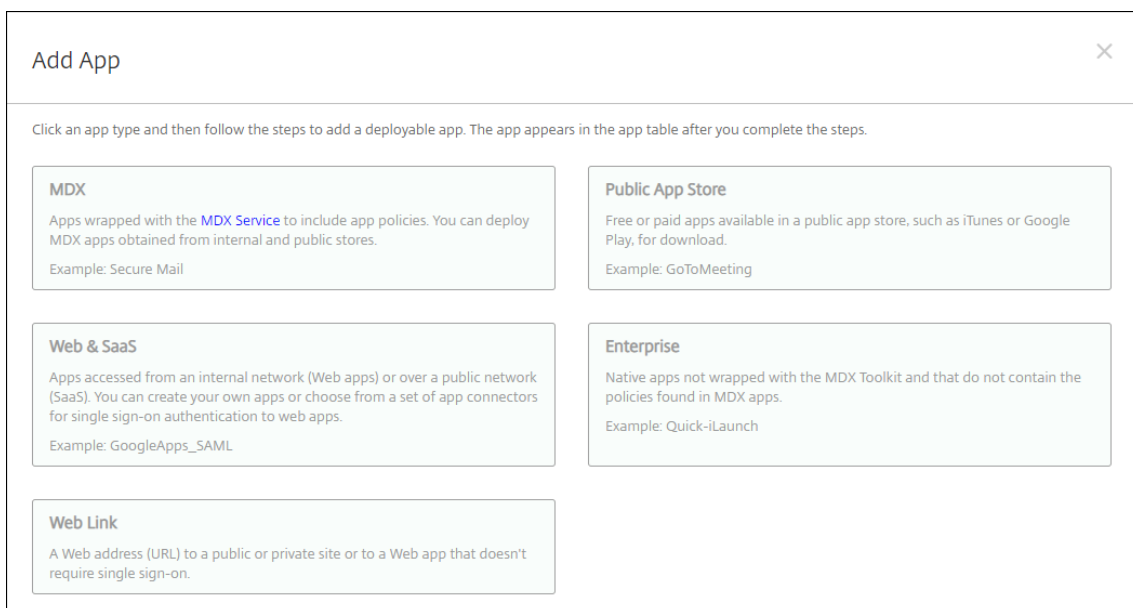 Add App
Click an app type and then follow the steps to add a deployable app. The app appears in the app table after you complete the steps.
MDX
Apps wrapped with the MDX Service to include app policies. You can deploy
MDX apps obtained from internal and public stores.
Example: Secure Mail
Public App Store
Free or paid apps available in a public app store, such as iTunes or Google
Play, for download.
Example: GoToMeeting
Web & SaaS
Apps accessed from an internal network (Web apps) or over a public network
(SaaS). You can create your own apps or choose from a set of app connectors
for single sign-on authentication to web apps.
Example: GoogleApps_SAML
Enterprise
Native apps not wrapped with the MDX Toolkit and that do not contain the
policies found in MDX apps.
Example: Quick-iLaunch
Web Link
A Web address (URL) to a public or private site or to a Web app that doesn't
require single sign-on.